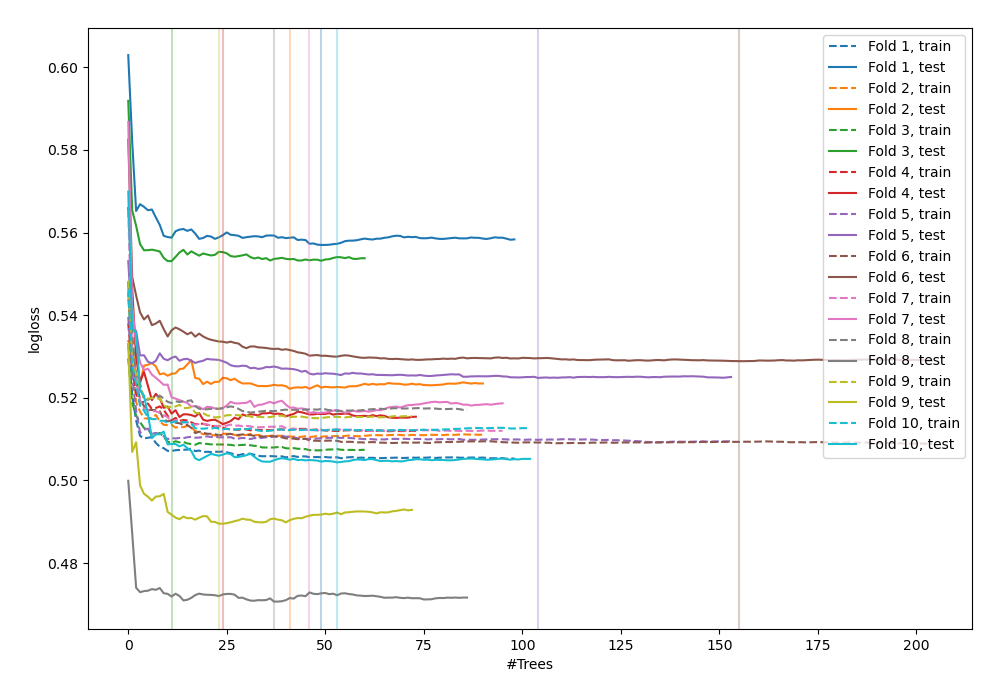 0.60
0.58
0.56
0.54
0.52
0.50
0.48
logloss
0
25
50
75
100
125
150
175
200
#Trees
Fold 1, train
Fold 1, test
Fold 2, train
Fold 2, test
Fold 3, train
Fold 3, test
Fold 4, train
Fold 4, test
Fold 5, train
Fold 5, test
Fold 6, train
Fold 6, test
Fold 7, train
Fold 7, test
Fold 8, train
Fold 8, test
Fold 9, train
Fold 9, test
Fold 10, train
Fold 10, test